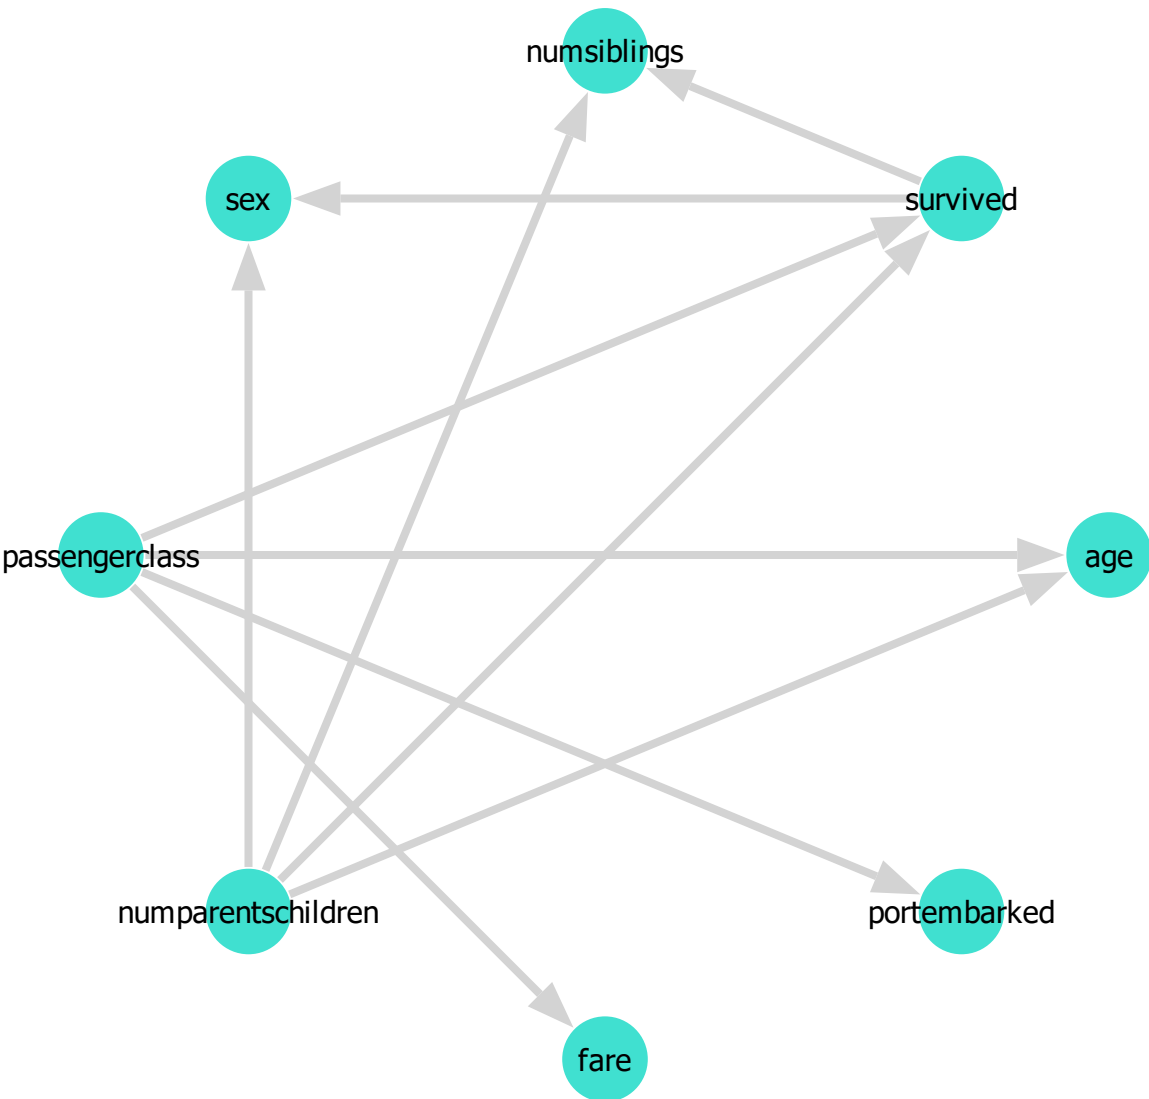 numsiblings
sex
survived
passengerclass
age
numparentschildren
portembarked
fare